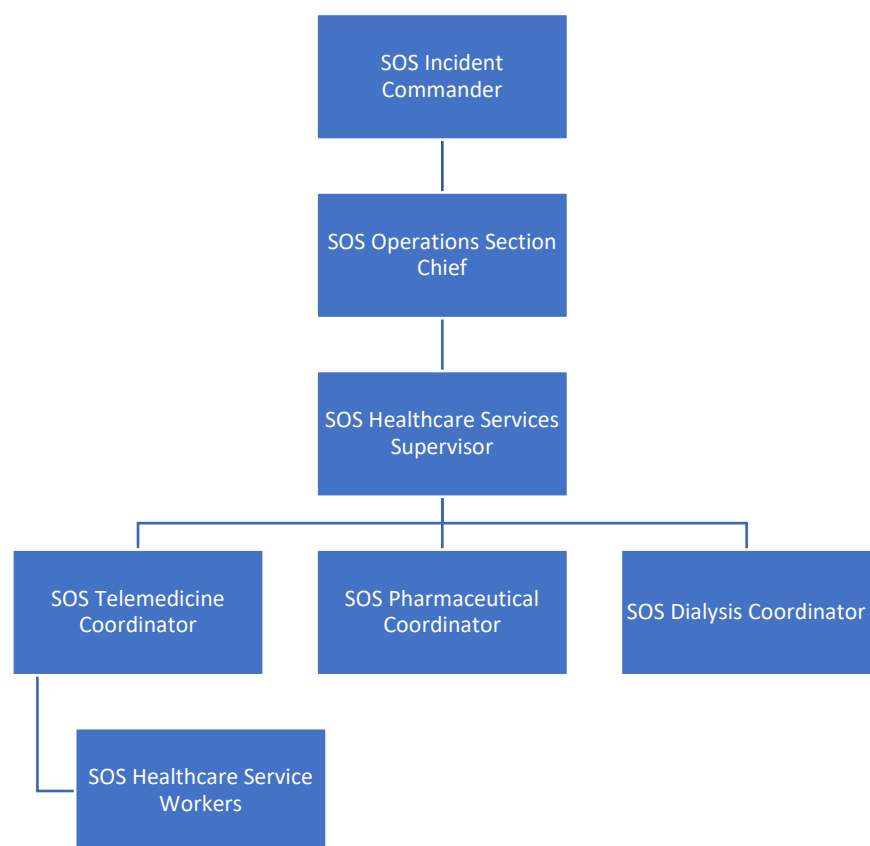 SOS Incident
Commander
SOS Operations Section
Chief
SOS Healthcare Services
Supervisor
SOS Telemedicine
Coordinator
SOS Pharmaceutical
Coordinator
SOS Dialysis Coordinator
SOS Healthcare Service
Workers